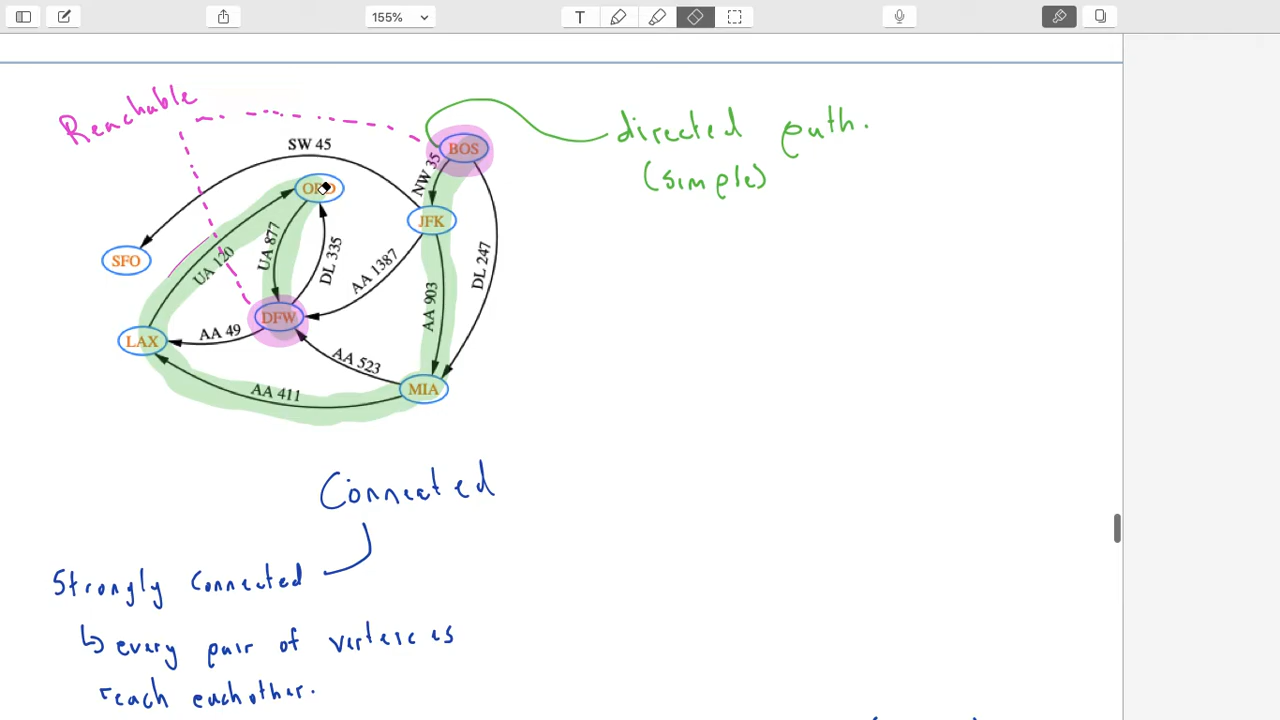 155%
T
Reachable
directed path.
(simple)
SW 45
BOS
NW 35
JFK
SFO
UA 120
UA 877
DL 335
AA 1387
DL 247
AA 903
DFW
LAX
AA 49
AA 523
AA 411
MIA
Connected
Strongly Connected
↳ every pair of vertices
reach eachother.